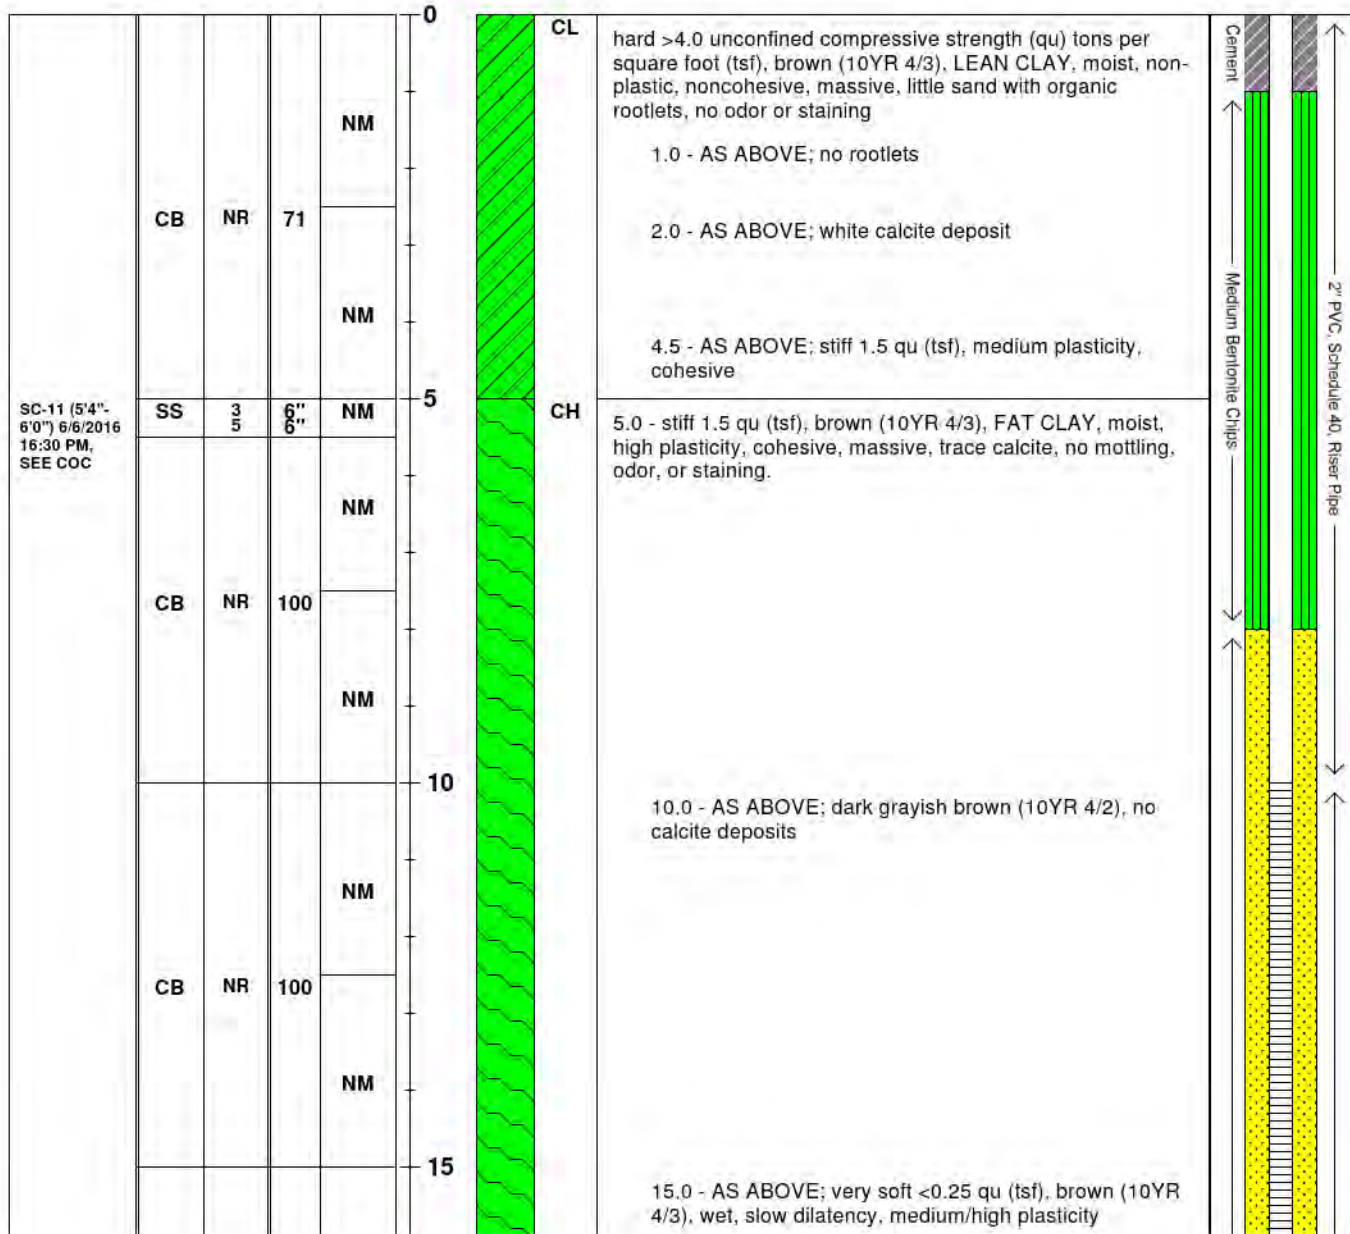 0
CL
hard >4.0 unconfined compressive strength (qu) tons per
square foot (tsf), brown (10YR 4/3), LEAN CLAY, moist, non-
plastic, noncohesive, massive, little sand with organic
rootlets, no odor or staining
Cement
NM
1.0 - AS ABOVE; no rootlets
CB NR 71
2.0 - AS ABOVE; white calcite deposit
NM
4.5 - AS ABOVE; stiff 1.5 qu (tsf), medium plasticity,
cohesive
Medium Bentonite Chips
2" PVC, Schedule 40, Riser Pipe
5
SC-11 (5'4"-
6'0") 6/6/2016
16:30 PM,
SEE COC
SS 3 6" NM
5 6"
CH
5.0 - stiff 1.5 qu (tsf), brown (10YR 4/3), FAT CLAY, moist,
high plasticity, cohesive, massive, trace calcite, no mottling,
odor, or staining.
NM
CB NR 100
NM
10
10.0 - AS ABOVE; dark grayish brown (10YR 4/2), no
calcite deposits
NM
CB NR 100
NM
15
15.0 - AS ABOVE; very soft <0.25 qu (tsf), brown (10YR
4/3), wet, slow dilatency, medium/high plasticity